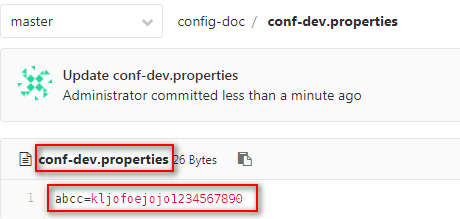 master config-doc / conf-dev.properties
Update conf-dev.properties
Administrator committed less than a minute ago
conf-dev.properties 26 Bytes
1 abcc=kljofoejojo1234567890